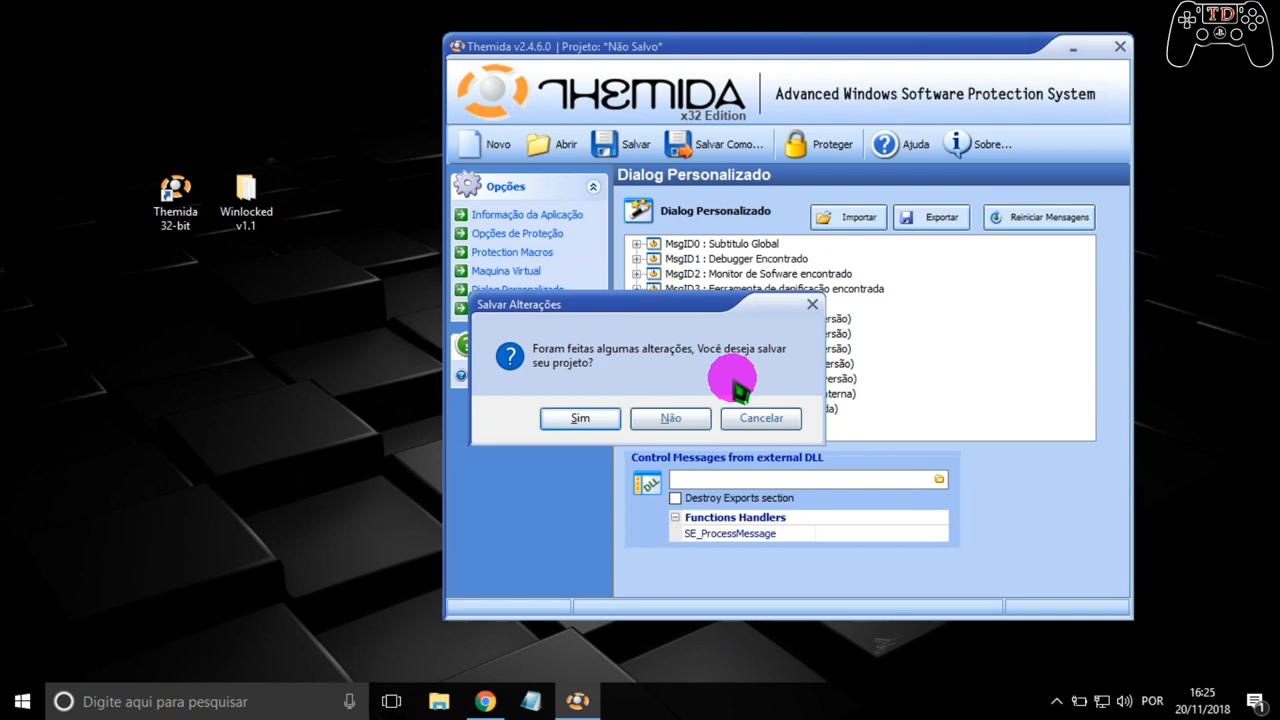 TD
Themida v2.4.6.0 | Projeto: *Não Salvo*
THEMIDA
x32 Edition
Advanced Windows Software Protection System
Novo
Abrir
Salvar
Salvar Como...
Proteger
Ajuda
Sobre...
Opções
Informação da Aplicação
Opções de Proteção
Protection Macros
Maquina Virtual
Dialog Personalizado
Dialog Personalizado
Dialog Personalizado
Importar
Exportar
Reiniciar Mensagens
MsgID0 : Subtitulo Global
MsgID1 : Debugger Encontrado
MsgID2 : Monitor de Sofware encontrado
MsgID3 : Ferramenta de danificação encontrada
ersão)
ersão)
ersão)
ersão)
versão)
terna)
da)
Salvar Alterações
Foram feitas algumas alterações, Você deseja salvar
seu projeto?
Sim
Não
Cancelar
Control Messages from external DLL
DLL
Destroy Exports section
Functions Handlers
SE_ProcessMessage
Themida
32-bit
Winlocked
v1.1
Digite aqui para pesquisar
POR
16:25
20/11/2018
1